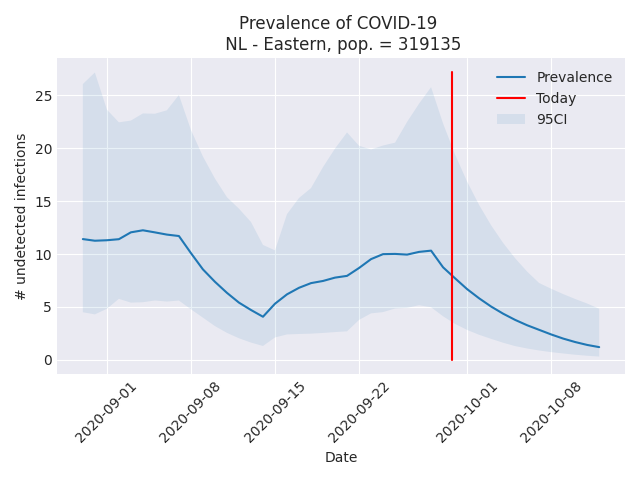 Prevalence of COVID-19
NL - Eastern, pop. = 319135
Prevalence
Today
95CI
# undetected infections
25
20
15
10
5
0
2020-09-01
2020-09-08
2020-09-15
2020-09-22
2020-10-01
2020-10-08
Date